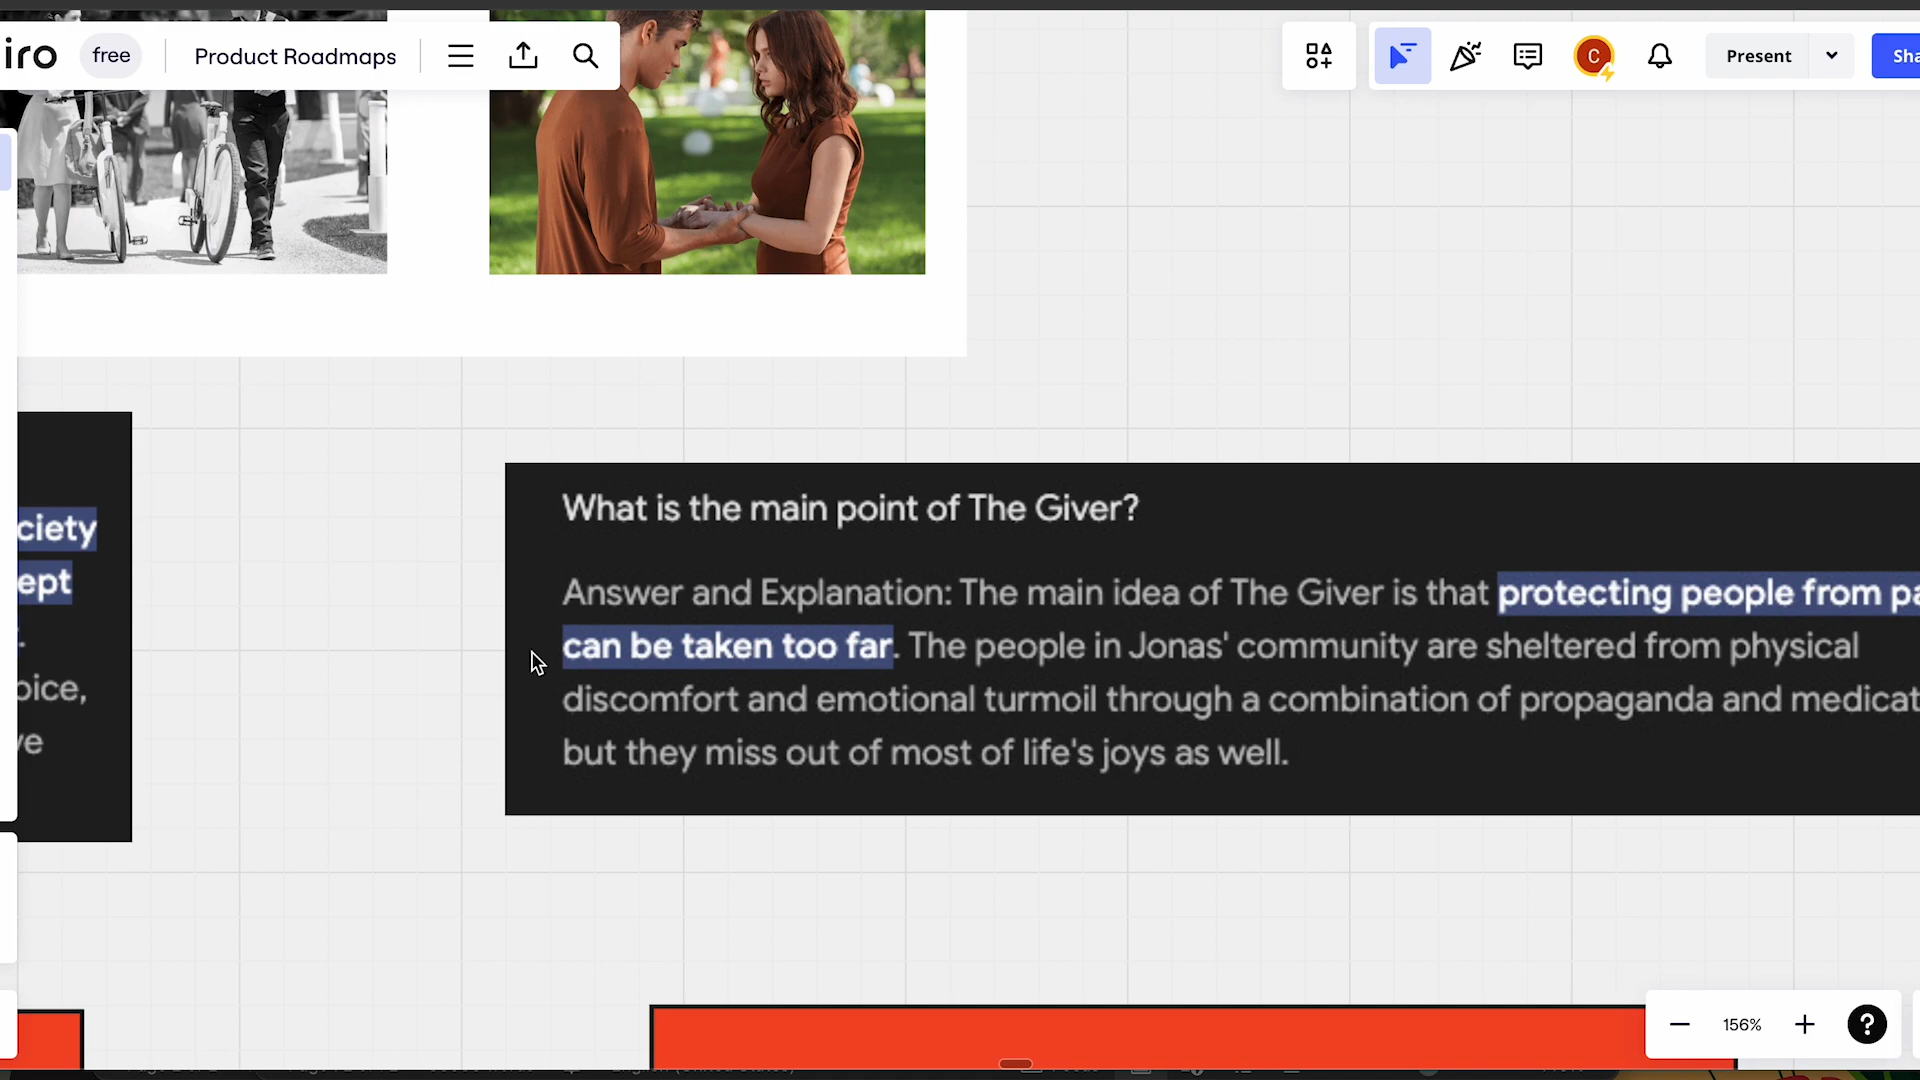 iro free Product Roadmaps
C Present
What is the main point of The Giver?
Answer and Explanation: The main idea of The Giver is that protecting people from pa
can be taken too far. The people in Jonas' community are sheltered from physical
discomfort and emotional turmoil through a combination of propaganda and medicat
but they miss out of most of life's joys as well.
ciety
ept
.
oice,
ve
156% ?